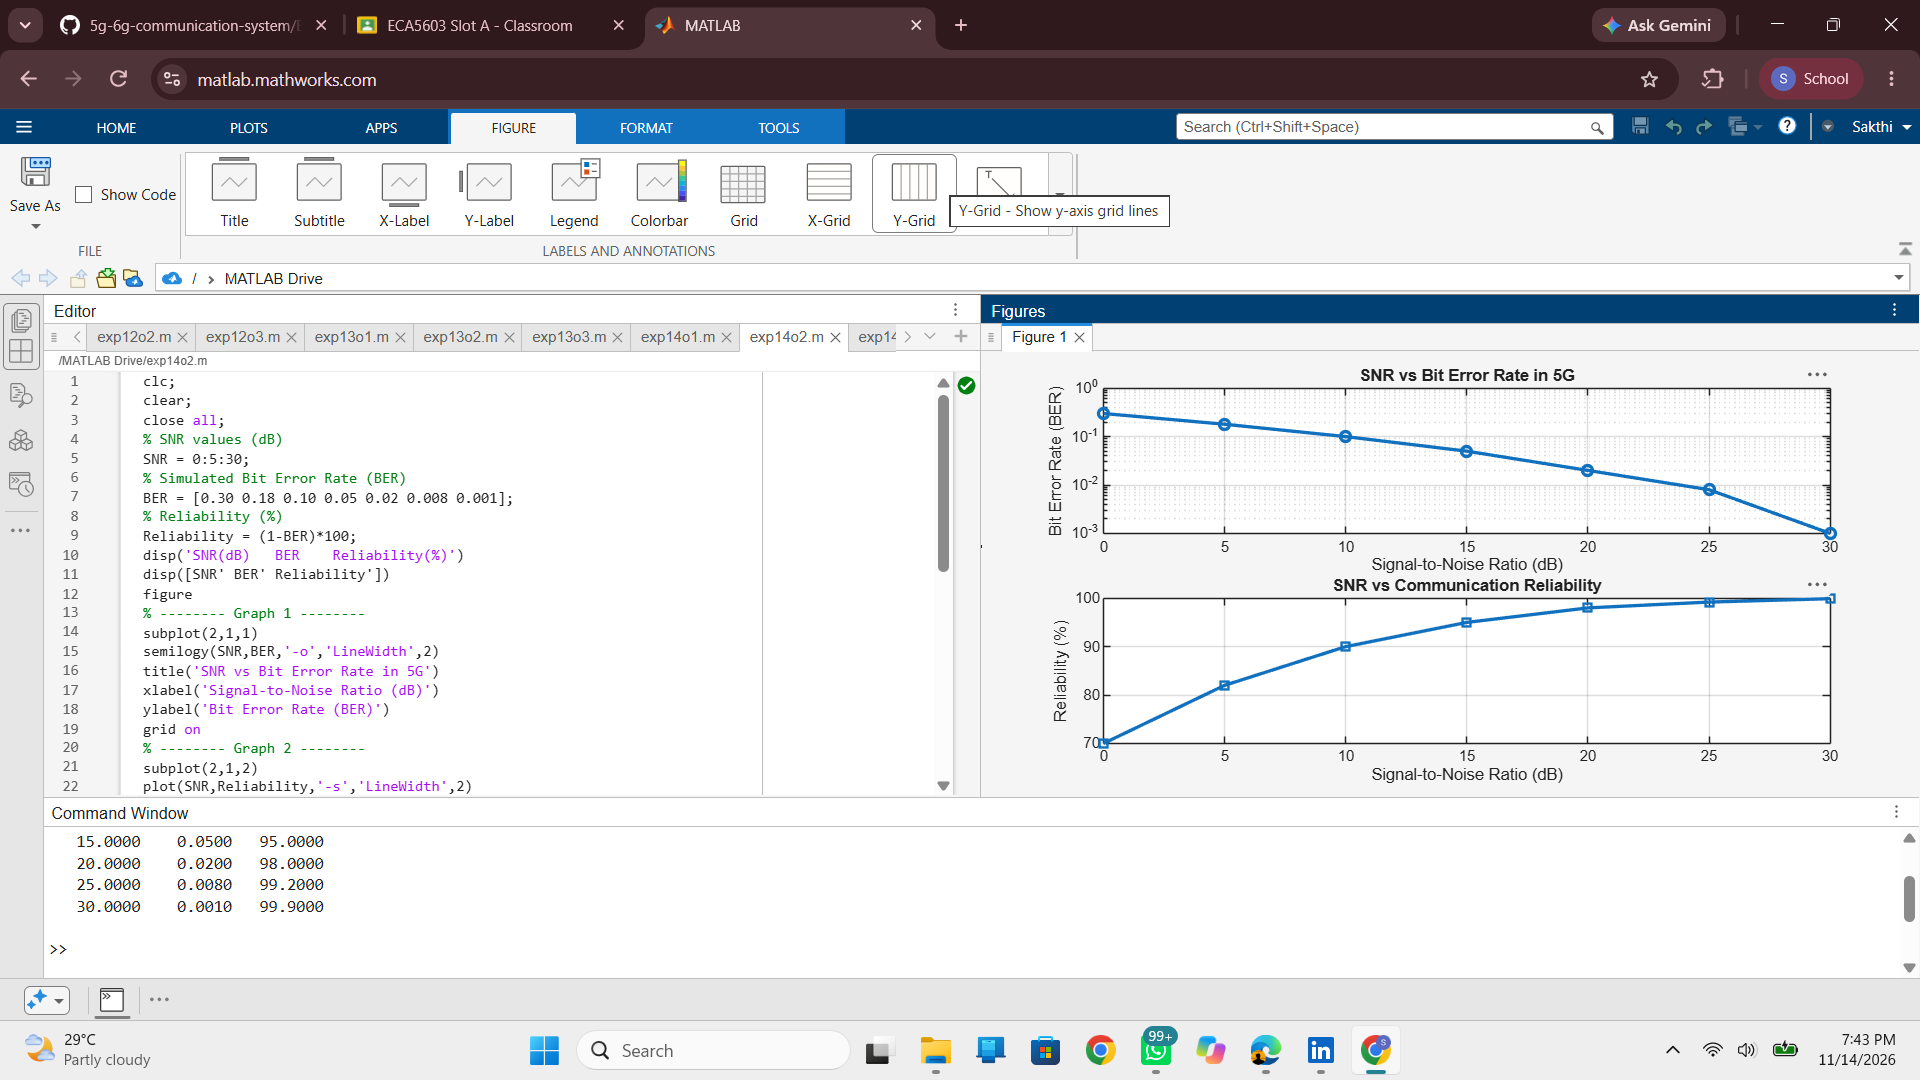 5g-6g-communication-system/
ECA5603 Slot A - Classroom
MATLAB
Ask Gemini
matlab.mathworks.com
S School
HOME PLOTS APPS FIGURE FORMAT TOOLS
Search (Ctrl+Shift+Space)
Sakthi
Save As
Show Code
Title Subtitle X-Label Y-Label Legend Colorbar Grid X-Grid Y-Grid
Y-Grid - Show y-axis grid lines
FILE
LABELS AND ANNOTATIONS
/ › MATLAB Drive
Editor
exp12o2.m exp12o3.m exp13o1.m exp13o2.m exp13o3.m exp14o1.m exp14o2.m exp14
/MATLAB Drive/exp14o2.m
1 clc;
2 clear;
3 close all;
4 % SNR values (dB)
5 SNR = 0:5:30;
6 % Simulated Bit Error Rate (BER)
7 BER = [0.30 0.18 0.10 0.05 0.02 0.008 0.001];
8 % Reliability (%)
9 Reliability = (1-BER)*100;
10 disp('SNR(dB)   BER    Reliability(%)')
11 disp([SNR' BER' Reliability'])
12 figure
13 % -------- Graph 1 --------
14 subplot(2,1,1)
15 semilogy(SNR,BER,'-o','LineWidth',2)
16 title('SNR vs Bit Error Rate in 5G')
17 xlabel('Signal-to-Noise Ratio (dB)')
18 ylabel('Bit Error Rate (BER)')
19 grid on
20 % -------- Graph 2 --------
21 subplot(2,1,2)
22 plot(SNR,Reliability,'-s','LineWidth',2)
Figures
Figure 1
SNR vs Bit Error Rate in 5G
Bit Error Rate (BER)
10⁰
10⁻¹
10⁻²
10⁻³
0 5 10 15 20 25 30
Signal-to-Noise Ratio (dB)
SNR vs Communication Reliability
Reliability (%)
100
90
80
70
0 5 10 15 20 25 30
Signal-to-Noise Ratio (dB)
Command Window
15.0000 0.0500 95.0000
20.0000 0.0200 98.0000
25.0000 0.0080 99.2000
30.0000 0.0010 99.9000
>>
29°C
Partly cloudy
Search
99+
7:43 PM
11/14/2026